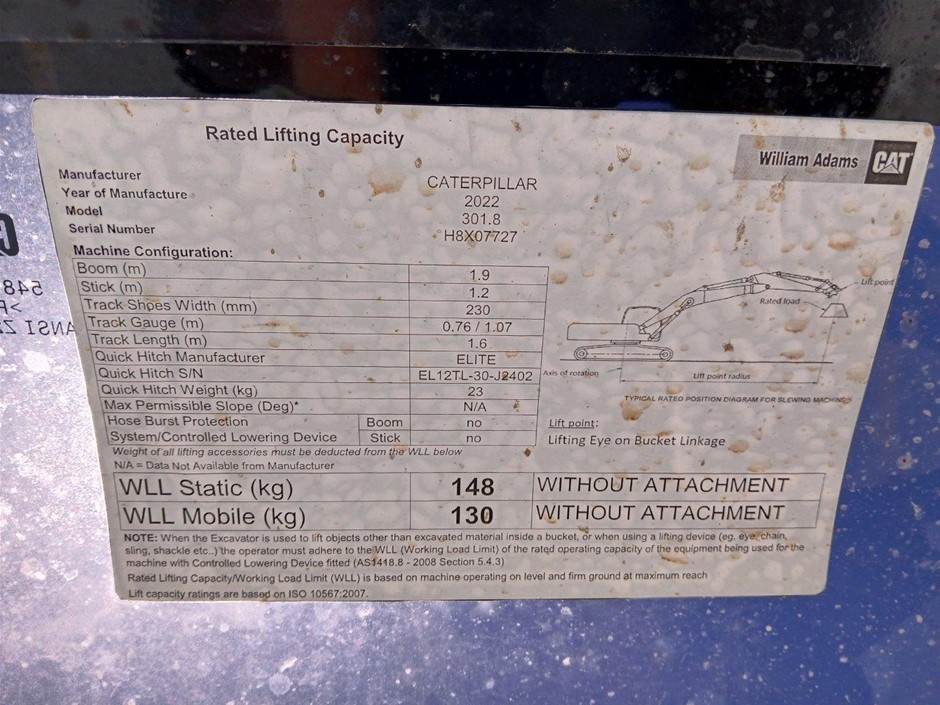 Rated Lifting Capacity
William Adams CAT
Manufacturer CATERPILLAR
Year of Manufacture 2022
Model 301.8
Serial Number H8X07727
Machine Configuration:
Boom (m) 1.9
Stick (m) 1.2
Track Shoes Width (mm) 230
Track Gauge (m) 0.76 / 1.07
Track Length (m) 1.6
Quick Hitch Manufacturer ELITE
Quick Hitch S/N EL12TL-30-J2402
Quick Hitch Weight (kg) 23
Max Permissible Slope (Deg)* N/A
Hose Burst Protection Boom no
System/Controlled Lowering Device Stick no
Lift point
Rated load
Axis of rotation
Lift point radius
TYPICAL RATED POSITION DIAGRAM FOR SLEWING MACHINES
Lift point:
Lifting Eye on Bucket Linkage
Weight of all lifting accessories must be deducted from the WLL below
N/A = Data Not Available from Manufacturer
WLL Static (kg) 148 WITHOUT ATTACHMENT
WLL Mobile (kg) 130 WITHOUT ATTACHMENT
NOTE: When the Excavator is used to lift objects other than excavated material inside a bucket, or when using a lifting device (eg. eye, chain,
sling, shackle etc..) the operator must adhere to the WLL (Working Load Limit) of the rated operating capacity of the equipment being used for the
machine with Controlled Lowering Device fitted (AS1418.8 - 2008 Section 5.4.3)
Rated Lifting Capacity/Working Load Limit (WLL) is based on machine operating on level and firm ground at maximum reach
Lift capacity ratings are based on ISO 10567:2007.